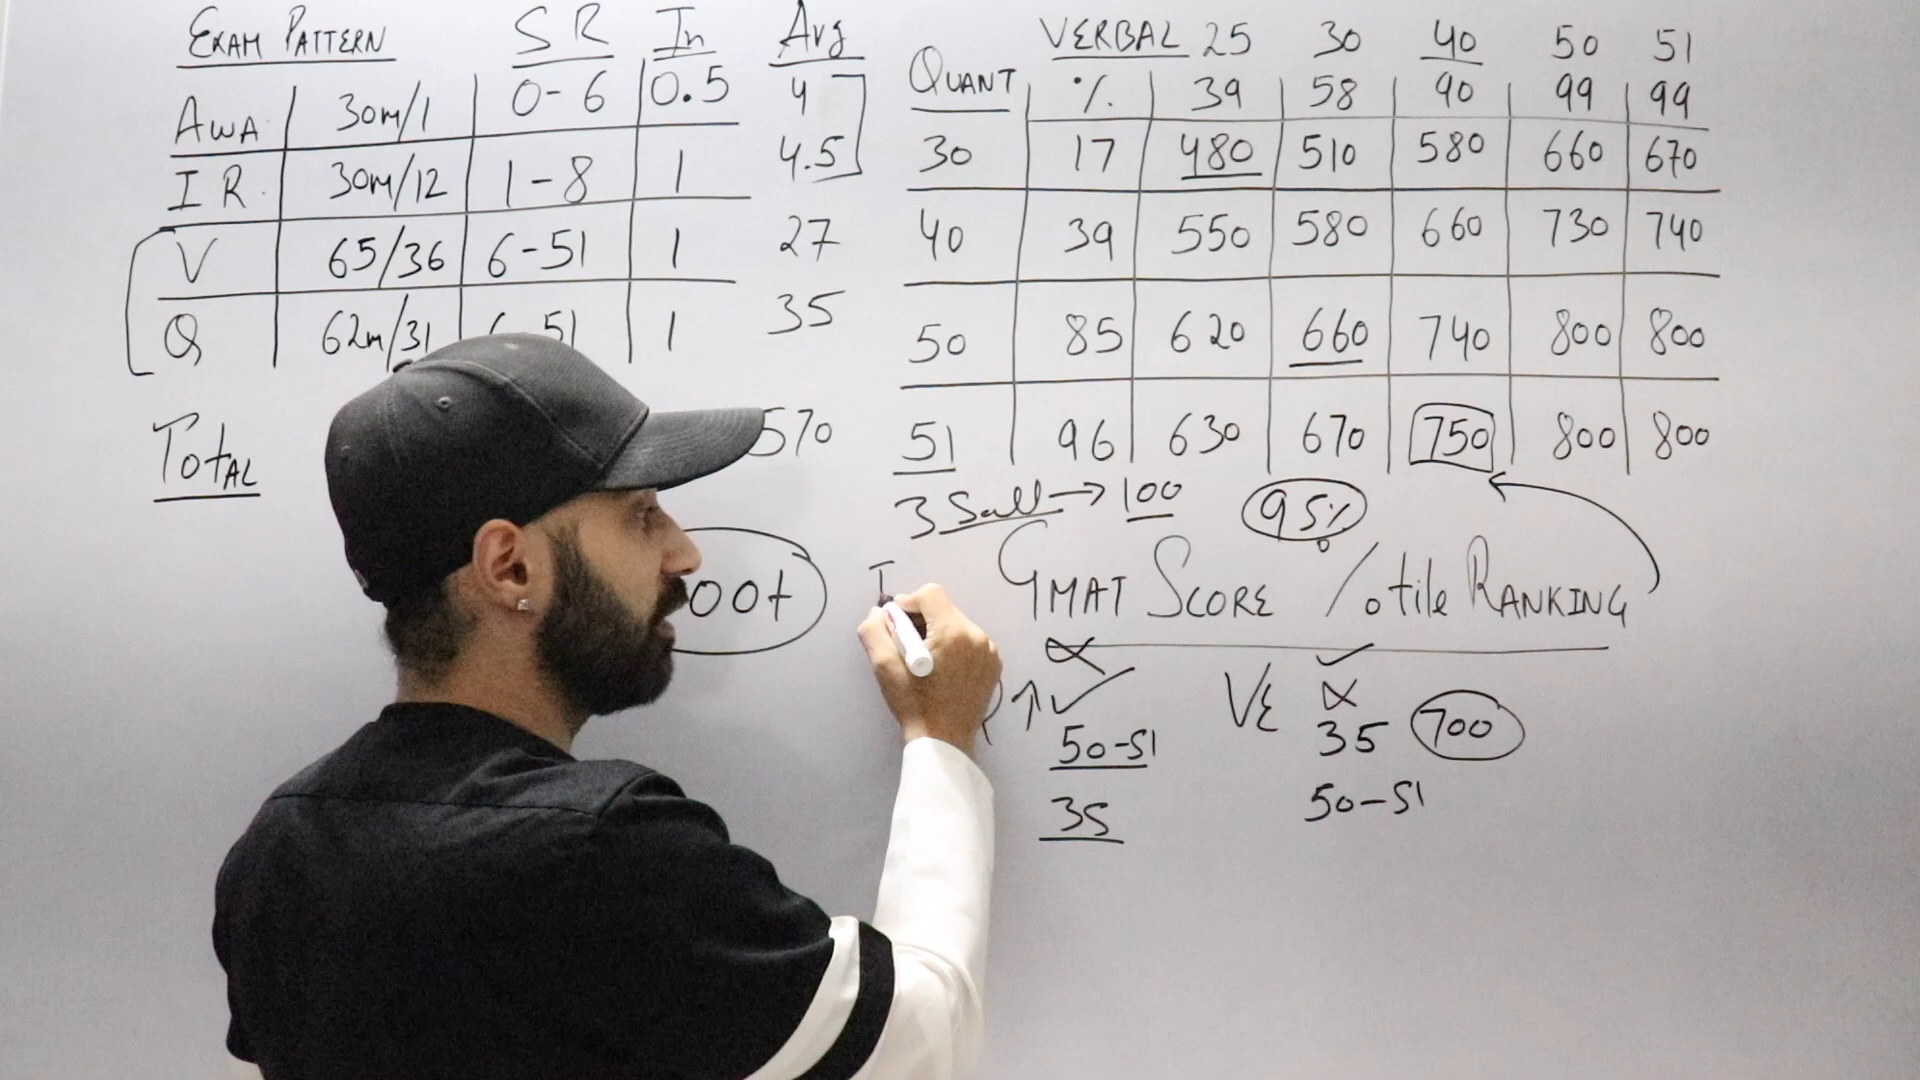 EXAM PATTERN SR In Avg
AWA 30m/1 0-6 0.5 4
IR. 30m/12 1-8 1 4.5
V 65/36 6-51 1 27
Q 62m/31 51 1 35
TOTAL 570
VERBAL 25 30 40 50 51
QUANT % 39 58 90 99 99
30 17 480 510 580 660 670
40 39 550 580 660 730 740
50 85 620 660 740 800 800
51 96 630 670 750 800 800
→ 100 95%
00+ I
GMAT SCORE %tile RANKING
↑ ✓ VE ✓
50-51 35 700
35 50-51